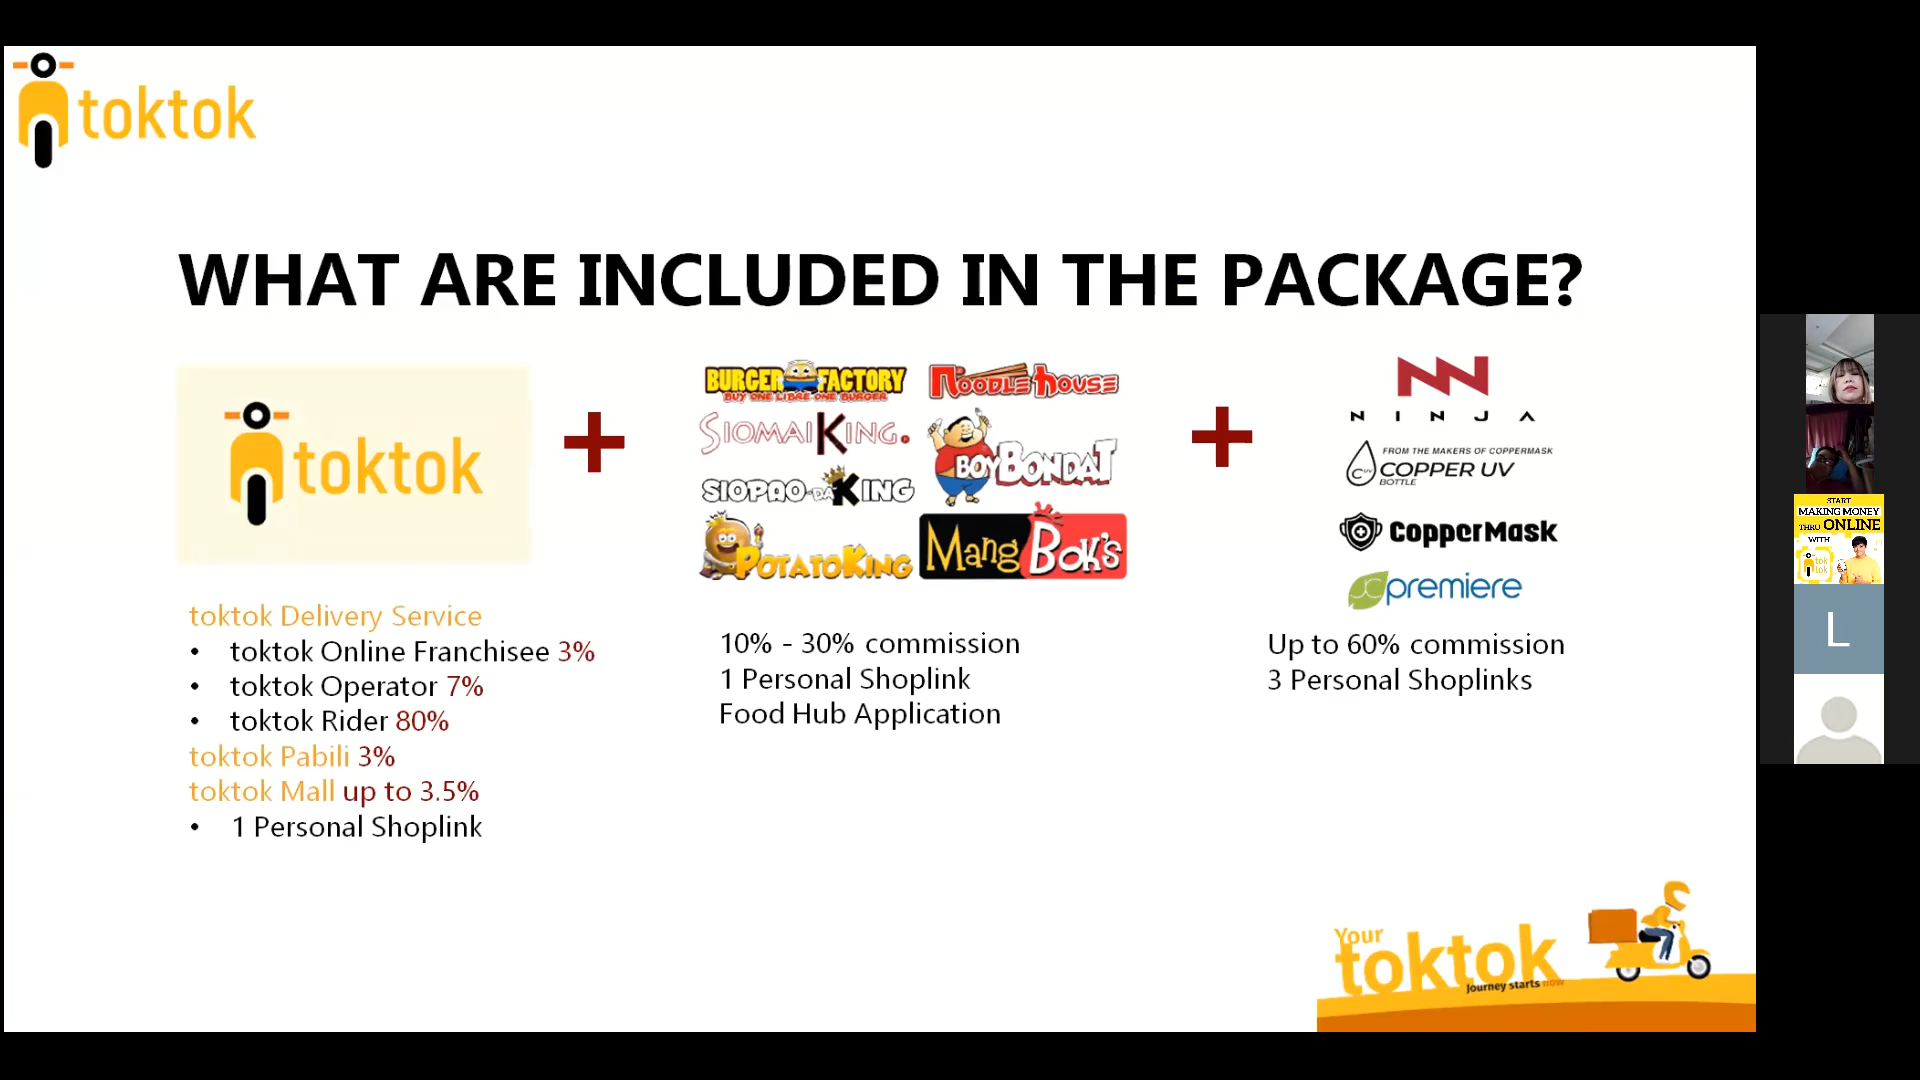 toktok
WHAT ARE INCLUDED IN THE PACKAGE?
toktok
toktok Delivery Service
• toktok Online Franchisee 3%
• toktok Operator 7%
• toktok Rider 80%
toktok Pabili 3%
toktok Mall up to 3.5%
• 1 Personal Shoplink
BURGER FACTORY
BUY ONE LIBRE ONE BURGER
NOODLE HOUSE
SIOMAI KING
BOY BONDAT
SIOPAO DA KING
POTATO KING
Mang Bok's
10% - 30% commission
1 Personal Shoplink
Food Hub Application
NINJA
FROM THE MAKERS OF COPPERMASK
CUV COPPER UV
BOTTLE
CopperMask
JC premiere
Up to 60% commission
3 Personal Shoplinks
Your
toktok
Journey starts now
START
MAKING MONEY
THRU ONLINE
WITH
tok
tok
L